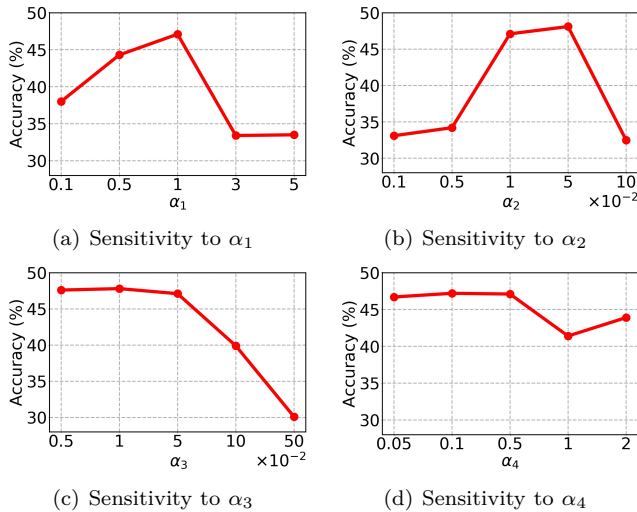 50
45
40
35
30
Accuracy (%)
0.1 0.5 1 3 5
α1
(a) Sensitivity to α1
50
45
40
35
30
Accuracy (%)
0.1 0.5 1 5 10
×10−2
α2
(b) Sensitivity to α2
50
45
40
35
30
Accuracy (%)
0.5 1 5 10 50
×10−2
α3
(c) Sensitivity to α3
50
45
40
35
30
Accuracy (%)
0.05 0.1 0.5 1 2
α4
(d) Sensitivity to α4